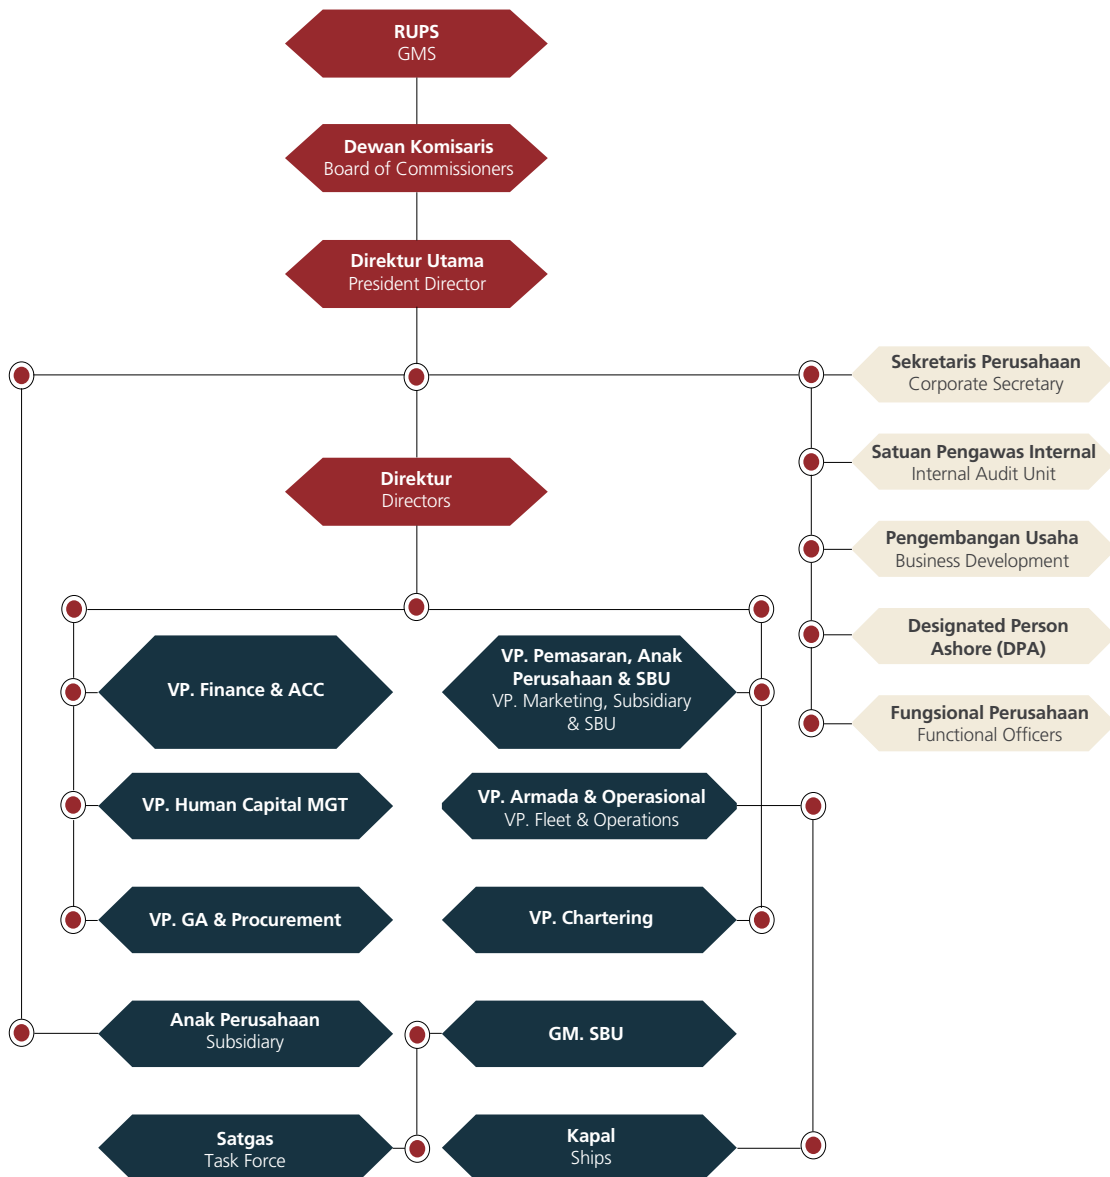 RUPS
GMS
Dewan Komisaris
Board of Commissioners
Direktur Utama
President Director
Sekretaris Perusahaan
Corporate Secretary
Satuan Pengawas Internal
Internal Audit Unit
Direktur
Directors
Pengembangan Usaha
Business Development
Designated Person
Ashore (DPA)
Fungsional Perusahaan
Functional Officers
VP. Finance & ACC
VP. Pemasaran, Anak
Perusahaan & SBU
VP. Marketing, Subsidiary
& SBU
VP. Human Capital MGT
VP. Armada & Operasional
VP. Fleet & Operations
VP. GA & Procurement
VP. Chartering
Anak Perusahaan
Subsidiary
GM. SBU
Satgas
Task Force
Kapal
Ships